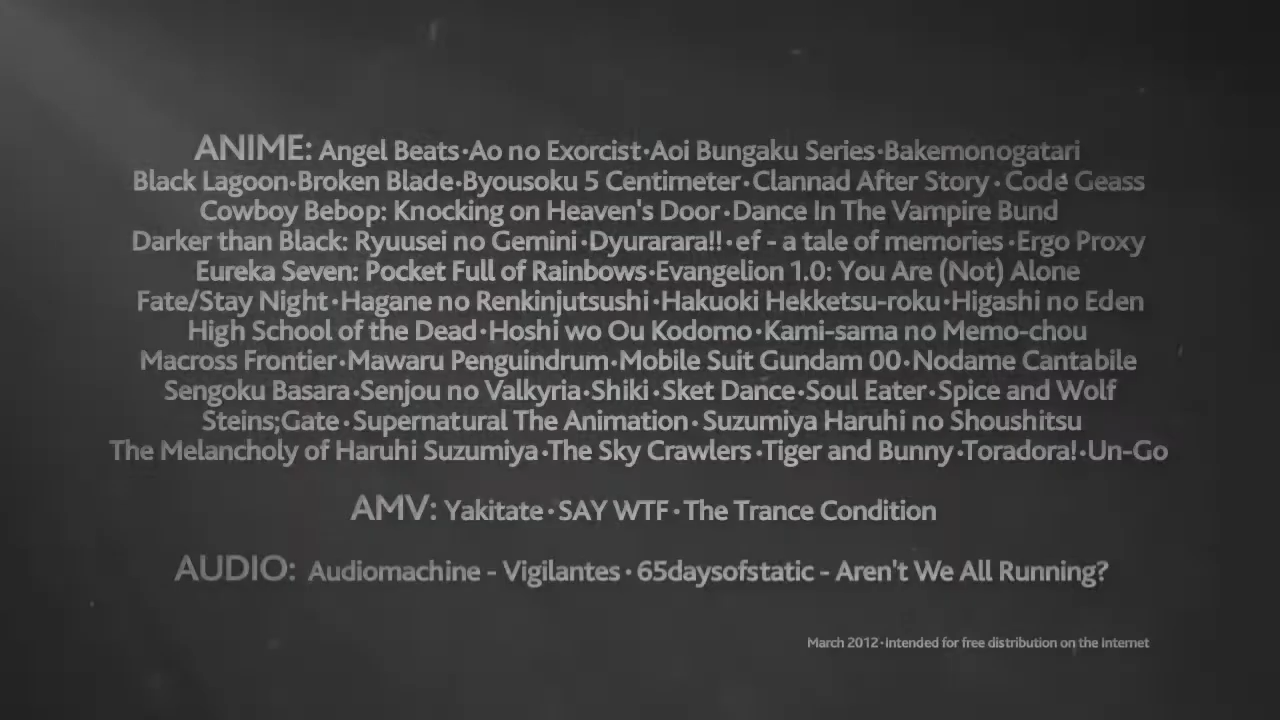 ANIME: Angel Beats•Ao no Exorcist•Aoi Bungaku Series•Bakemonogatari
Black Lagoon•Broken Blade•Byousoku 5 Centimeter•Clannad After Story•Code Geass
Cowboy Bebop: Knocking on Heaven's Door•Dance In The Vampire Bund
Darker than Black: Ryuusei no Gemini•Dyurarara!!•ef - a tale of memories•Ergo Proxy
Eureka Seven: Pocket Full of Rainbows•Evangelion 1.0: You Are (Not) Alone
Fate/Stay Night•Hagane no Renkinjutsushi•Hakuoki Hekketsu-roku•Higashi no Eden
High School of the Dead•Hoshi wo Ou Kodomo•Kami-sama no Memo-chou
Macross Frontier•Mawaru Penguindrum•Mobile Suit Gundam 00•Nodame Cantabile
Sengoku Basara•Senjou no Valkyria•Shiki•Sket Dance•Soul Eater•Spice and Wolf
Steins;Gate•Supernatural The Animation•Suzumiya Haruhi no Shoushitsu
The Melancholy of Haruhi Suzumiya•The Sky Crawlers•Tiger and Bunny•Toradora!•Un-Go
AMV: Yakitate•SAY WTF•The Trance Condition
AUDIO: Audiomachine - Vigilantes•65daysofstatic - Aren't We All Running?
March 2012•Intended for free distribution on the Internet